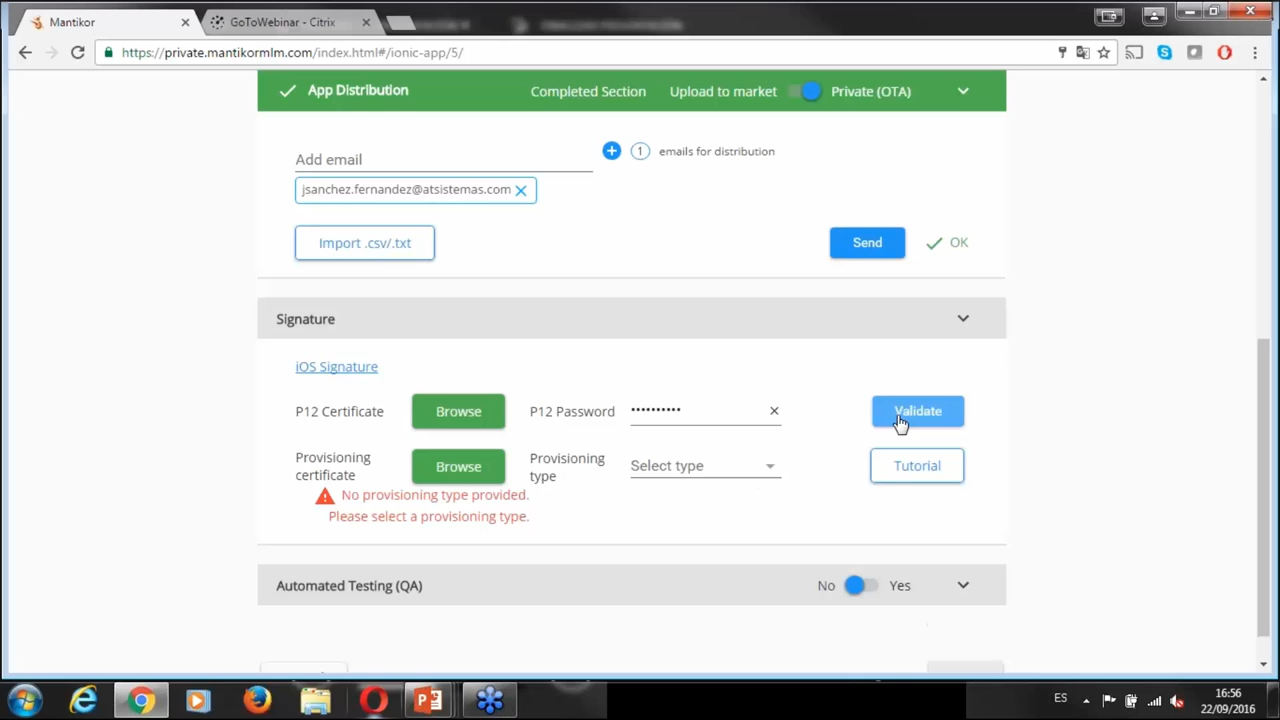 Mantikor
GoToWebinar - Citrix
https://private.mantikormlm.com/index.html#/ionic-app/5/
App Distribution
Completed Section
Upload to market
Private (OTA)
Add email
1
emails for distribution
jsanchez.fernandez@atsistemas.com
Import .csv/.txt
Send
OK
Signature
iOS Signature
P12 Certificate
Browse
P12 Password
••••••••••
Validate
Provisioning
certificate
Browse
Provisioning
type
Select type
Tutorial
No provisioning type provided.
Please select a provisioning type.
Automated Testing (QA)
No
Yes
ES
16:56
22/09/2016